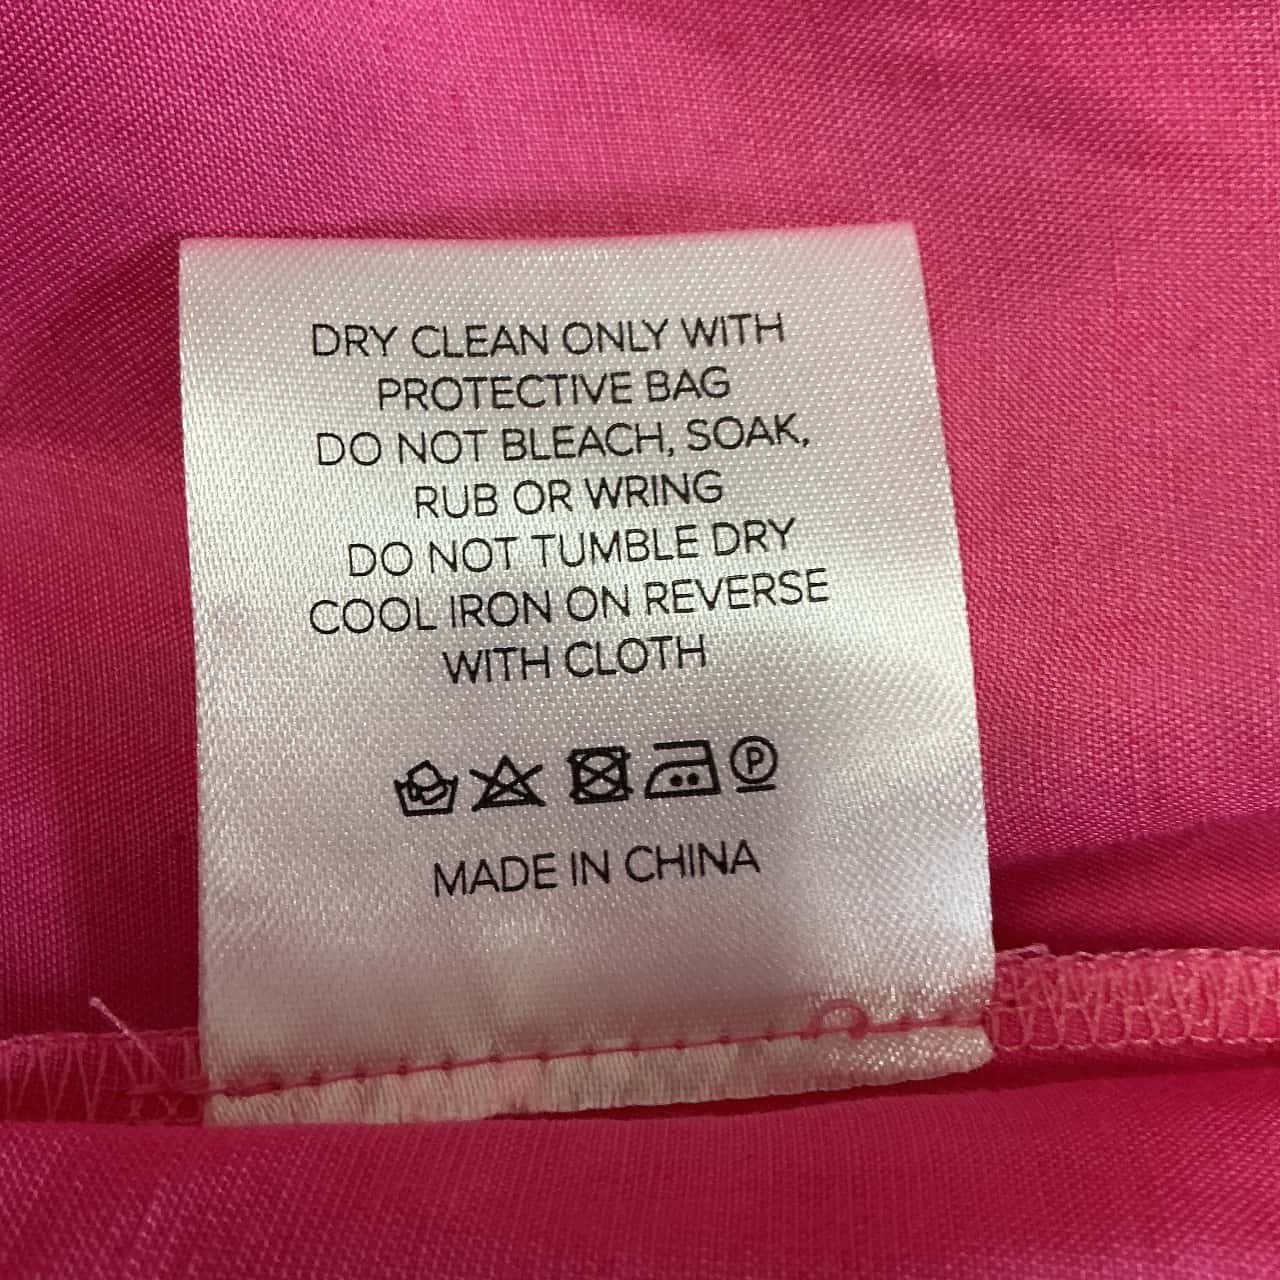 DRY CLEAN ONLY WITH
PROTECTIVE BAG
DO NOT BLEACH, SOAK,
RUB OR WRING
DO NOT TUMBLE DRY
COOL IRON ON REVERSE
WITH CLOTH
P
MADE IN CHINA